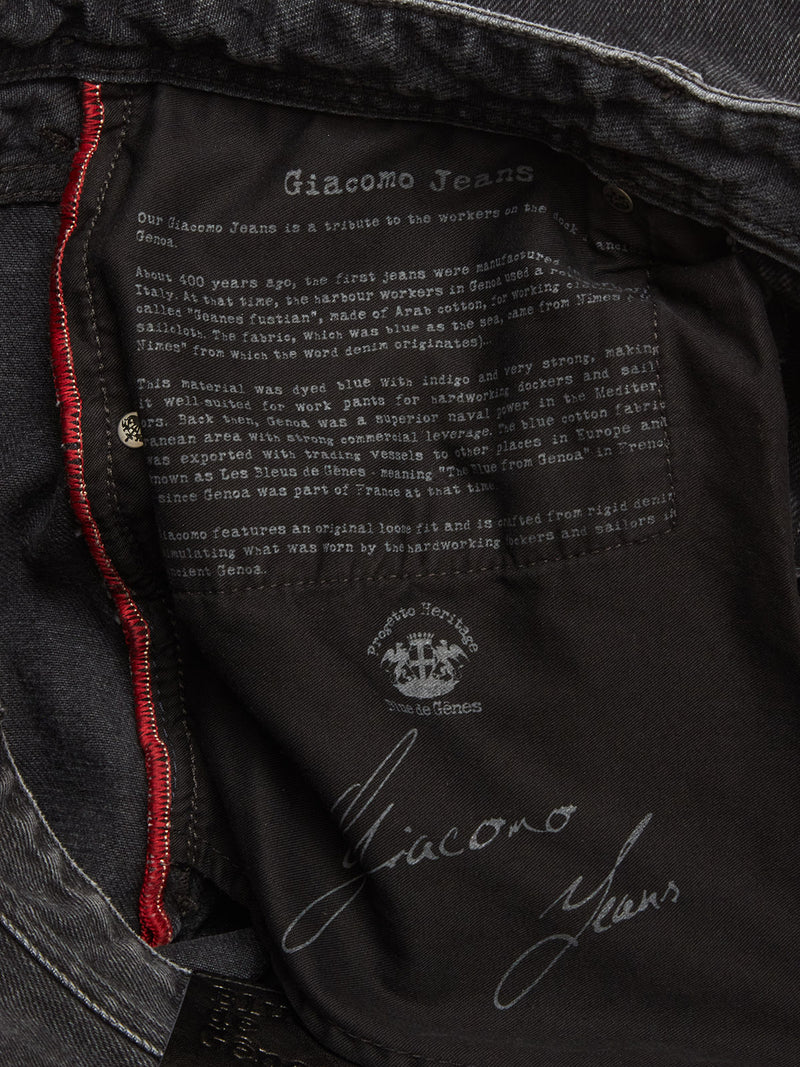 Giacomo Jeans
Our Giacomo Jeans is a tribute to the workers on the dock
Genoa.
About 400 years ago, the first jeans were manufactured
Italy. At that time, the harbour workers in Genoa used a
called "Geanes fustian", made of Arab cotton, for working
sailcloth. The fabric, which was blue as the sea, came from Nimes
Nimes" from which the word denim originates)...
This material was dyed blue with indigo and very strong, making
it well-suited for work pants for hardworking dockers and sail
ors. Back then, Genoa was a superior naval power in the Mediter
anean area with strong commercial leverage. The blue cotton fabric
was exported with trading vessels to other places in Europe and
known as Les Bleus de Gênes - meaning "The Blue from Genoa" in French
since Genoa was part of France at that time
iacomo features an original loose fit and is crafted from rigid denim
mulating what was worn by the hardworking dockers and sailors in
ncient Genoa.
Progetto Heritage
de Gênes
Giacomo
Jeans
de